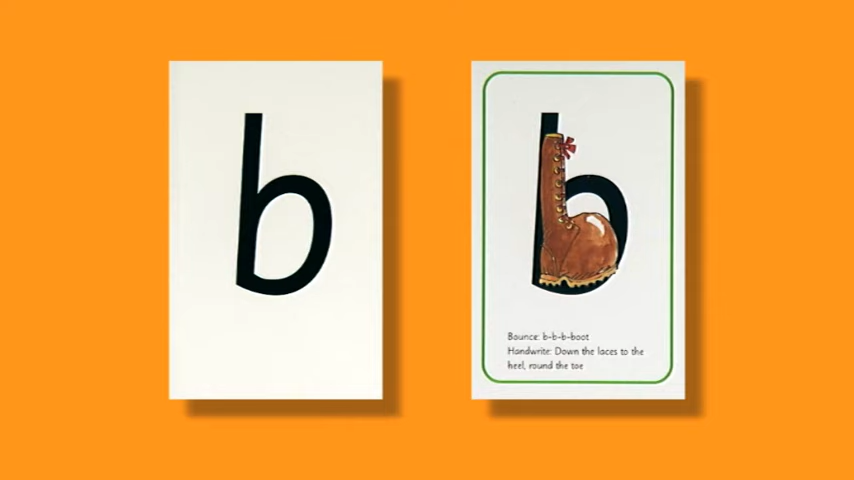 b
b
Bounce: b-b-b-boot
Handwrite: Down the laces to the
heel, round the toe